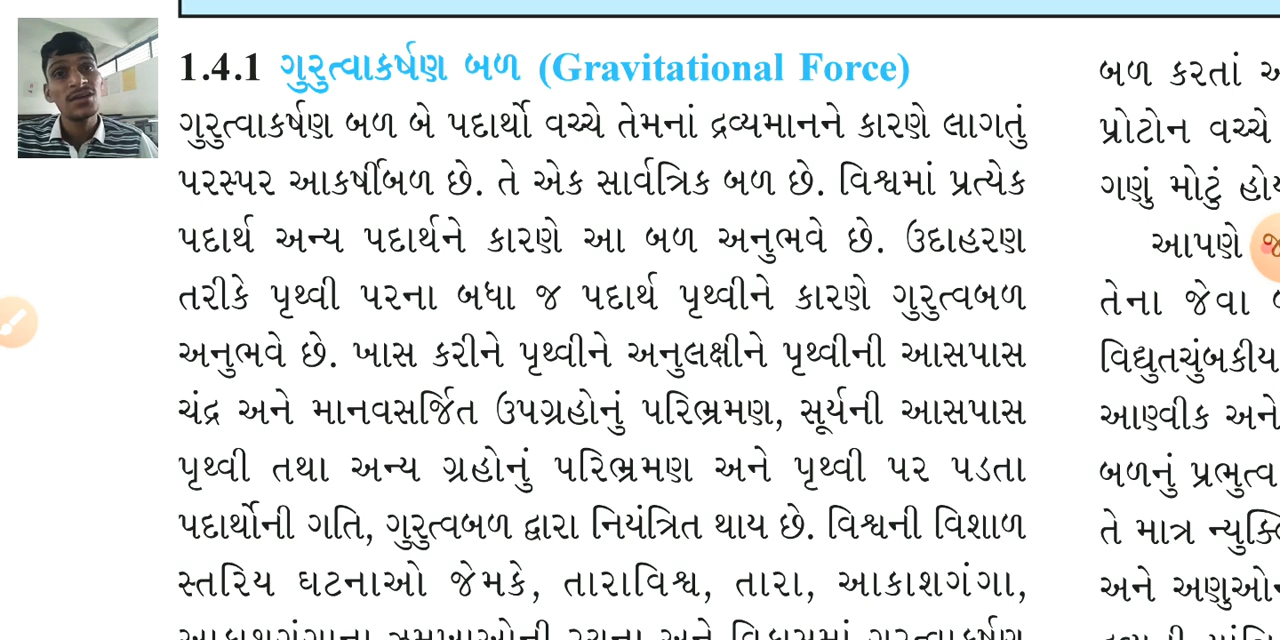 1.4.1 ગુરુત્વાકર્ષણ બળ (Gravitational Force)
ગુરુત્વાકર્ષણ બળ બે પદાર્થો વચ્ચે તેમનાં દ્રવ્યમાનને કારણે લાગતું
પરસ્પર આકર્ષીબળ છે. તે એક સાર્વત્રિક બળ છે. વિશ્વમાં પ્રત્યેક
પદાર્થ અન્ય પદાર્થને કારણે આ બળ અનુભવે છે. ઉદાહરણ
તરીકે પૃથ્વી પરના બધા જ પદાર્થ પૃથ્વીને કારણે ગુરુત્વબળ
અનુભવે છે. ખાસ કરીને પૃથ્વીને અનુલક્ષીને પૃથ્વીની આસપાસ
ચંદ્ર અને માનવસર્જિત ઉપગ્રહોનું પરિભ્રમણ, સૂર્યની આસપાસ
પૃથ્વી તથા અન્ય ગ્રહોનું પરિભ્રમણ અને પૃથ્વી પર પડતા
પદાર્થોની ગતિ, ગુરુત્વબળ દ્વારા નિયંત્રિત થાય છે. વિશ્વની વિશાળ
સ્તરિય ઘટનાઓ જેમકે, તારાવિશ્વ, તારા, આકાશગંગા,
બળ કરતાં
પ્રોટોન વચ્ચે
ગણું મોટું
આપણે
તેના જેવા
વિદ્યુતચુંબકીય
આણ્વીક અને
બળનું પ્રભુત્વ
તે માત્ર
અને